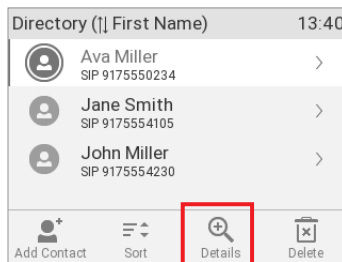 Directory (↑↓ First Name) 13:40
Ava Miller
SIP 9175550234
Jane Smith
SIP 9175554105
John Miller
SIP 9175554230
Add Contact Sort Details Delete